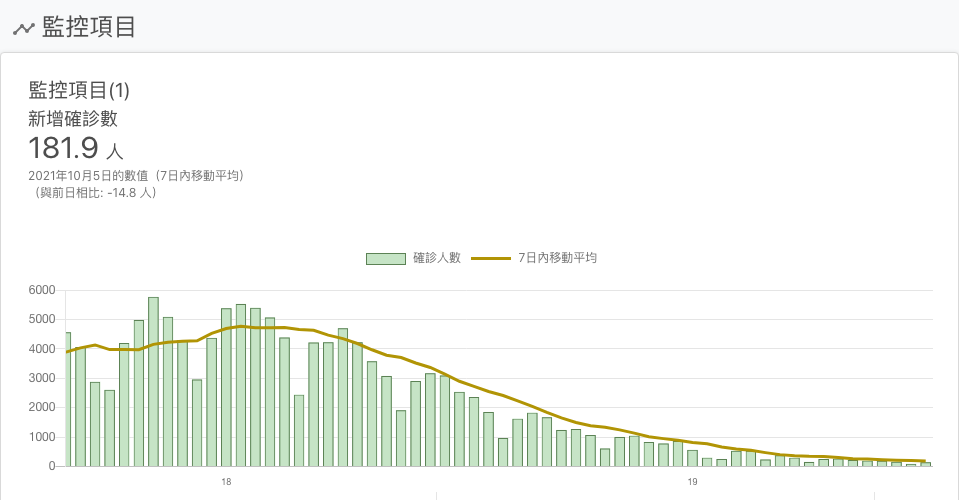 監控項目
監控項目(1)
新增確診數
181.9 人
2021年10月5日的數值（7日內移動平均）
（與前日相比: -14.8 人）
確診人數 7日內移動平均
6000
5000
4000
3000
2000
1000
0
18 19